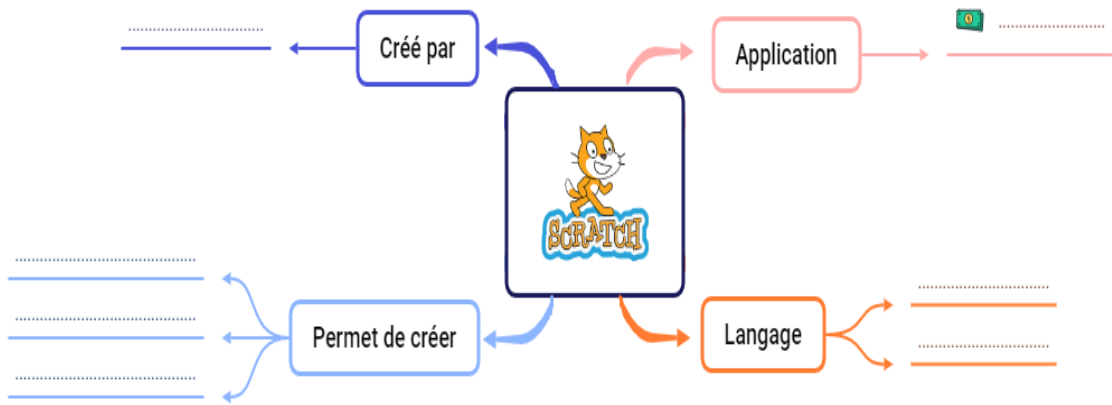 Créé par
Application
SCRATCH
Permet de créer
Langage